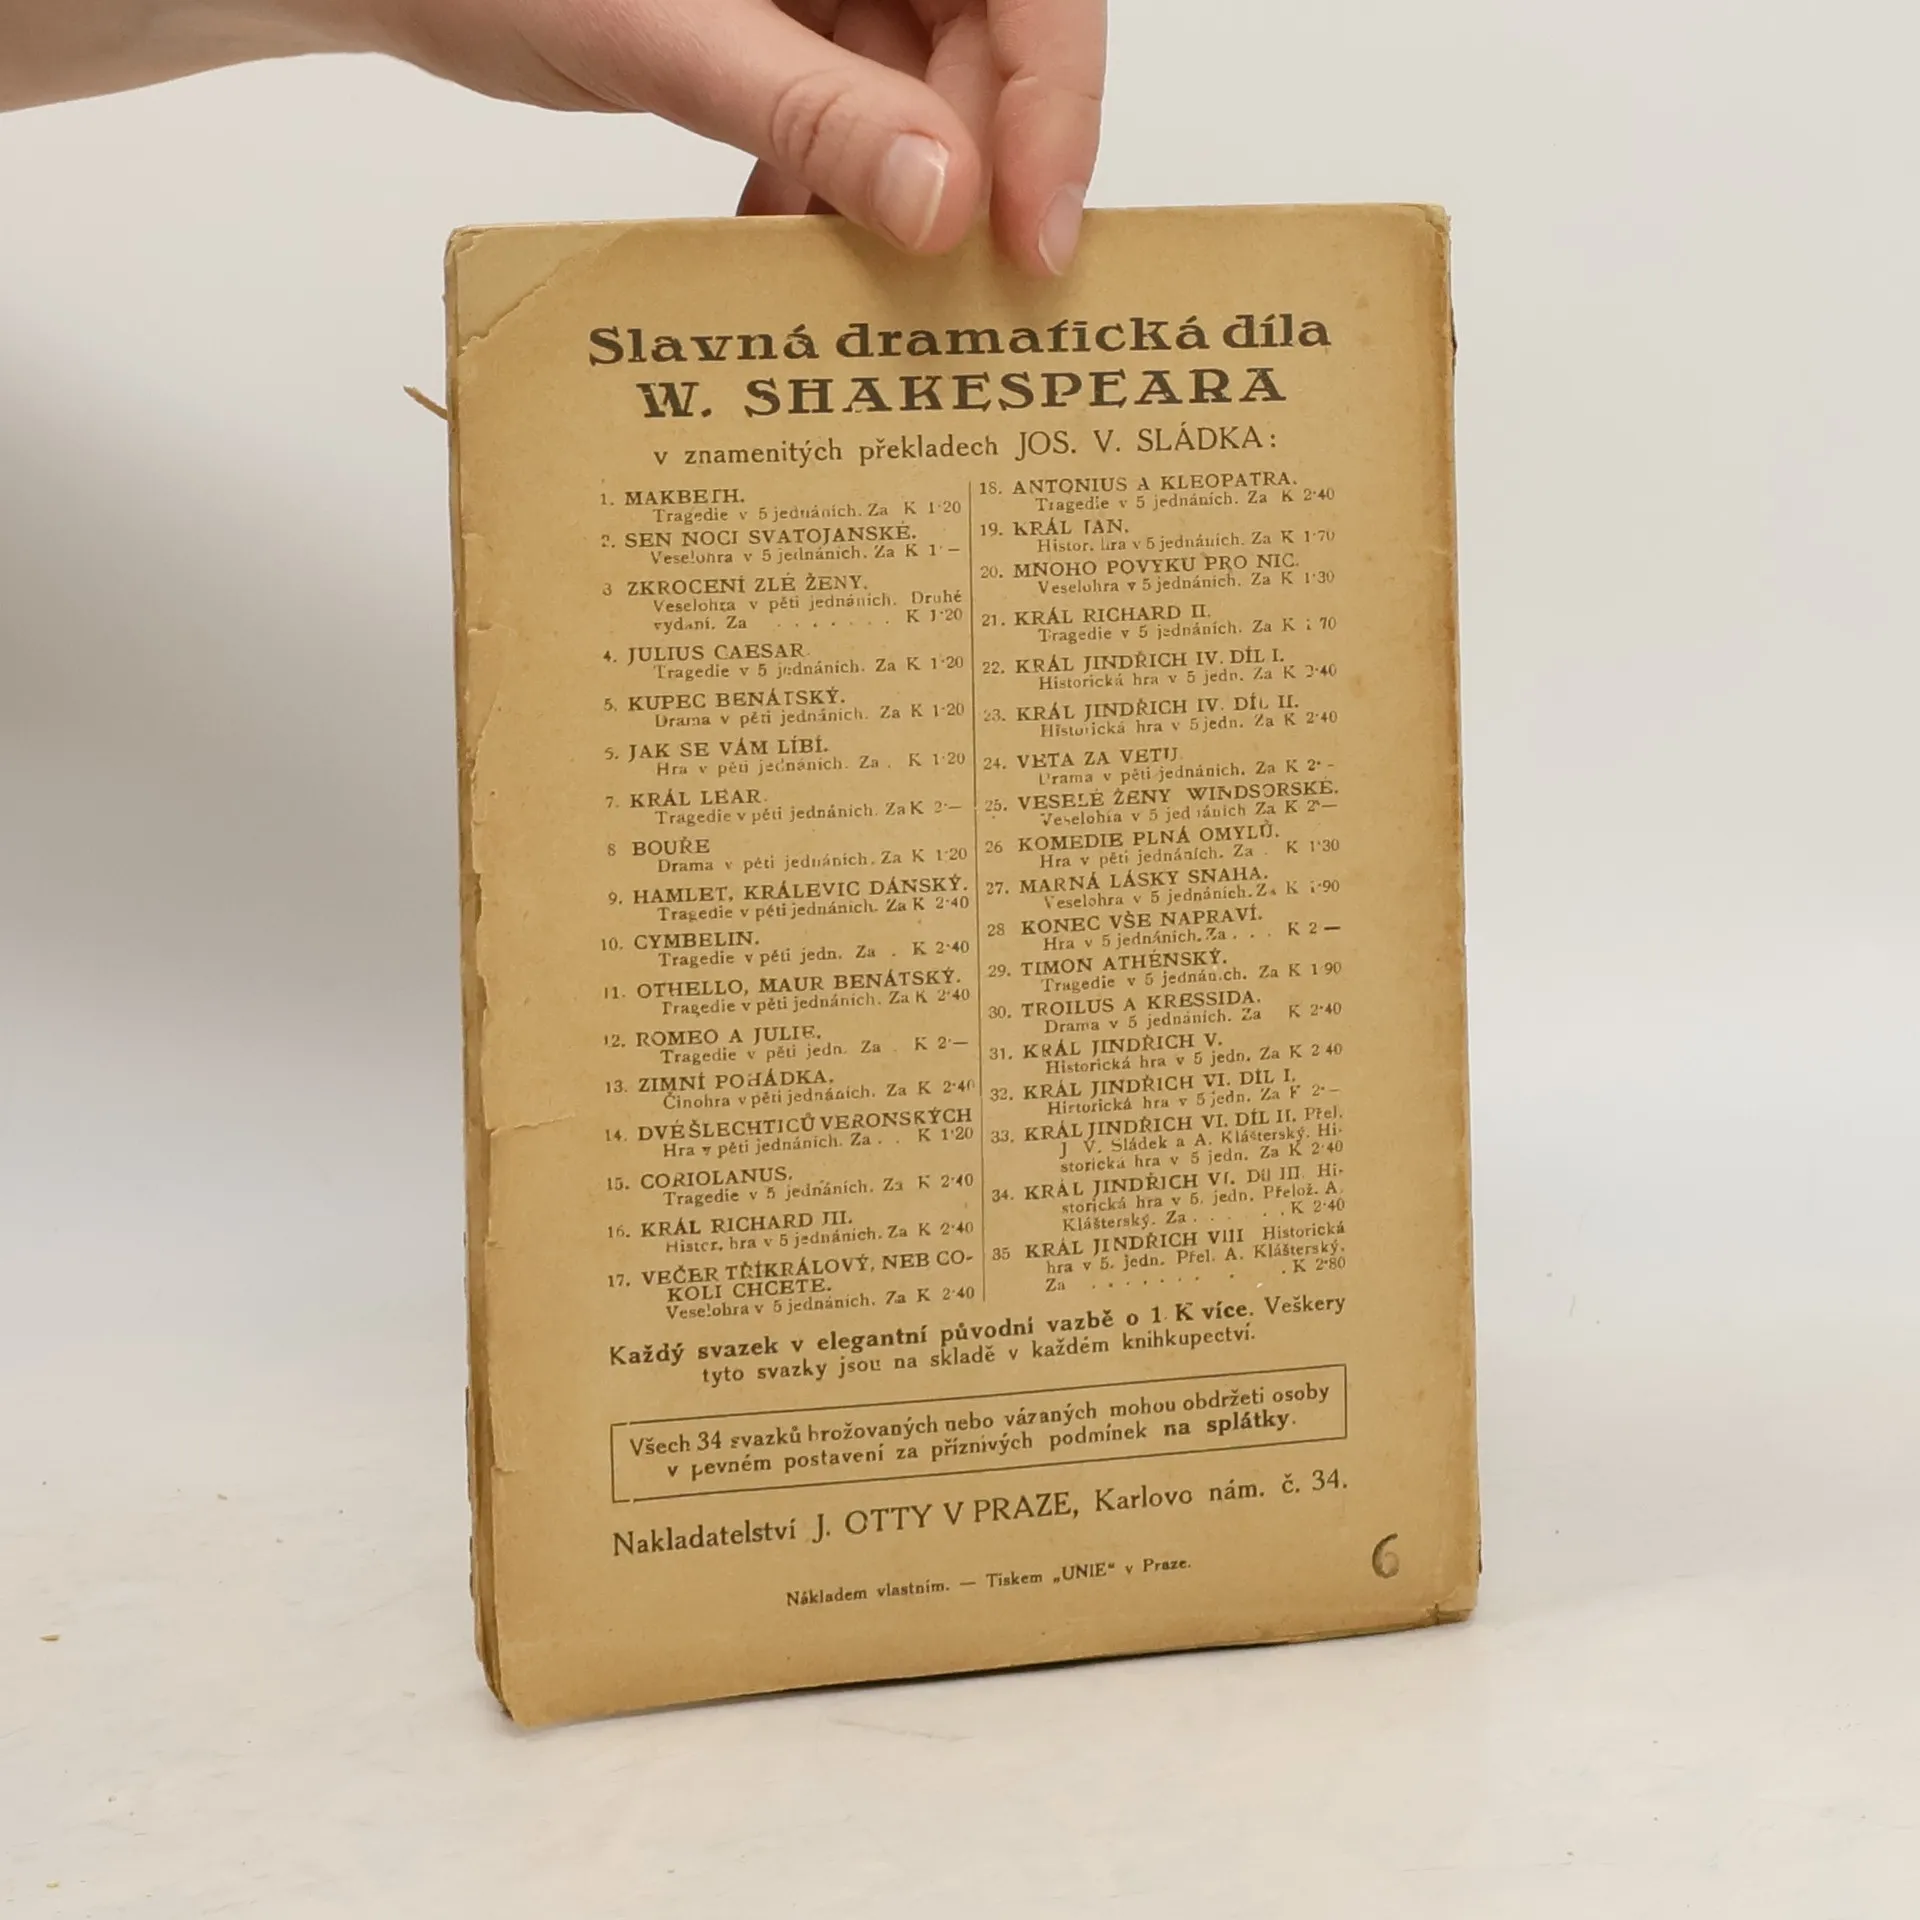 Slavná dramatická díla
W. SHAKESPEARA
v znamenitých překladech JOS. V. SLÁDKA:
1. MAKBETH.
Tragedie v 5 jednáních. Za K 1·20
2. SEN NOCI SVATOJANSKÉ.
Veselohra v 5 jednáních. Za K 1·—
3 ZKROCENÍ ZLÉ ŽENY.
Veselohra v pěti jednáních. Druhé
vydání. Za . . . . . . . K 1·20
4. JULIUS CAESAR.
Tragedie v 5 jednáních. Za K 1·20
5. KUPEC BENÁTSKÝ.
Drama v pěti jednáních. Za K 1·20
6. JAK SE VÁM LÍBÍ.
Hra v pěti jednáních. Za . K 1·20
7. KRÁL LEAR.
Tragedie v pěti jednáních. Za K 2·—
8 BOUŘE
Drama v pěti jednáních. Za K 1·20
9. HAMLET, KRÁLEVIC DÁNSKÝ.
Tragedie v pěti jednáních. Za K 2·40
10. CYMBELIN.
Tragedie v pěti jedn. Za . K 2·40
11. OTHELLO, MAUR BENÁTSKÝ.
Tragedie v pěti jednáních. Za K 2·40
12. ROMEO A JULIE.
Tragedie v pěti jedn. Za . K 2·—
13. ZIMNÍ POHÁDKA.
Činohra v pěti jednáních. Za K 2·40
14. DVÉ ŠLECHTICŮ VERONSKÝCH
Hra v pěti jednáních. Za . . K 1·20
15. CORIOLANUS.
Tragedie v 5 jednáních. Za K 2·40
16. KRÁL RICHARD III.
Histor. hra v 5 jednáních. Za K 2·40
17. VEČER TŘÍKRÁLOVÝ, NEB CO-
KOLI CHCETE.
Veselohra v 5 jednáních. Za K 2·40
18. ANTONIUS A KLEOPATRA.
Tragedie v 5 jednáních. Za K 2·40
19. KRÁL JAN.
Histor. hra v 5 jednáních. Za K 1·70
20. MNOHO POVYKU PRO NIC.
Veselohra v 5 jednáních. Za K 1·30
21. KRÁL RICHARD II.
Tragedie v 5 jednáních. Za K 1 70
22. KRÁL JINDŘICH IV. DÍL I.
Historická hra v 5 jedn. Za K 2·40
23. KRÁL JINDŘICH IV. DÍL II.
Historická hra v 5 jedn. Za K 2·40
24. VETA ZA VETU.
Drama v pěti jednáních. Za K 2·-
25. VESELÉ ŽENY WINDSORSKÉ.
Veselohra v 5 jednáních Za K 2·—
26 KOMEDIE PLNÁ OMYLŮ.
Hra v pěti jednáních. Za . K 1·30
27. MARNÁ LÁSKY SNAHA.
Veselohra v 5 jednáních. Za K 1·90
28 KONEC VŠE NAPRAVÍ.
Hra v 5 jednáních. Za . . . K 2 —
29. TIMON ATHÉNSKÝ.
Tragedie v 5 jednáních. Za K 1 90
30. TROILUS A KRESSIDA.
Drama v 5 jednáních. Za K 2·40
31. KRÁL JINDŘICH V.
Historická hra v 5 jedn. Za K 2 40
32. KRÁL JINDŘICH VI. DÍL I.
Hirtorická hra v 5 jedn. Za K 2·—
33. KRÁL JINDŘICH VI. DÍL II. Přel.
J V. Sládek a A. Klášterský. Hi-
storická hra v 5 jedn. Za K 2·40
34. KRÁL JINDŘICH VI. Díl III. Hi-
storická hra v 5. jedn. Přelož. A.
Klášterský. Za . . . . . . K 2·40
35 KRÁL JINDŘICH VIII Historická
hra v 5. jedn. Přel. A. Klášterský.
Za . . . . . . . . . K 2·80
Každý svazek v elegantní původní vazbě o 1 K více. Veškery
tyto svazky jsou na skladě v každém knihkupectví.
Všech 34 svazků brožovaných nebo vázaných mohou obdržeti osoby
v pevném postavení za příznivých podmínek na splátky.
Nakladatelství J. OTTY V PRAZE, Karlovo nám. č. 34.
Nákladem vlastním. — Tiskem „UNIE“ v Praze.
6